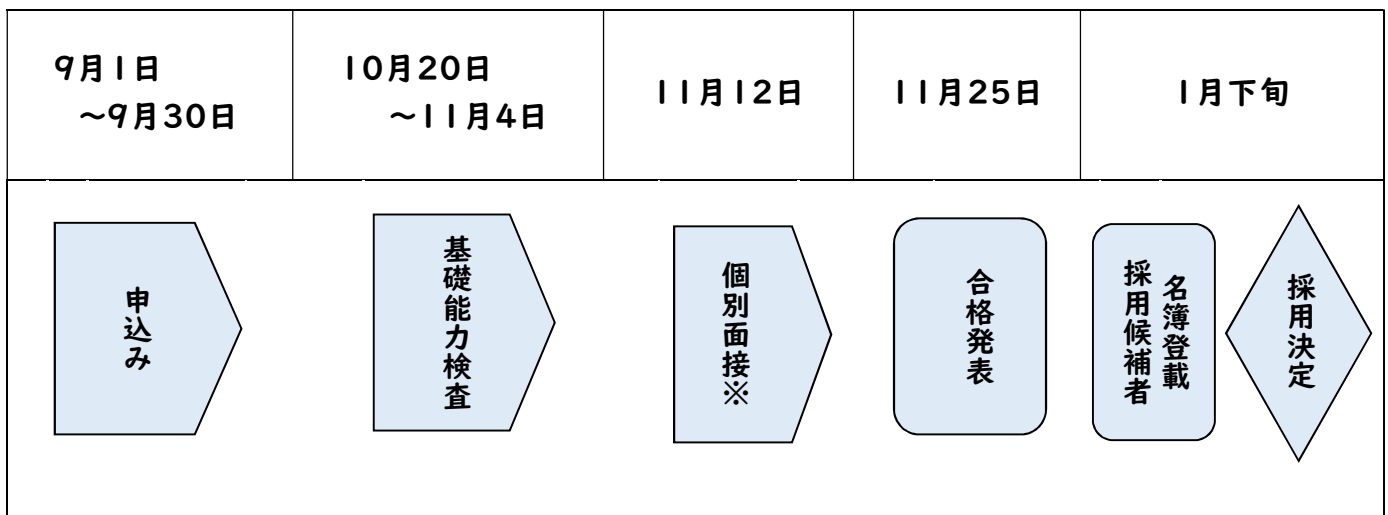 9月1日
～9月30日
10月20日
～11月4日
11月12日
11月25日
1月下旬
申込み
基礎能力検査
個別面接※
合格発表
名簿登載
採用候補者
採用決定